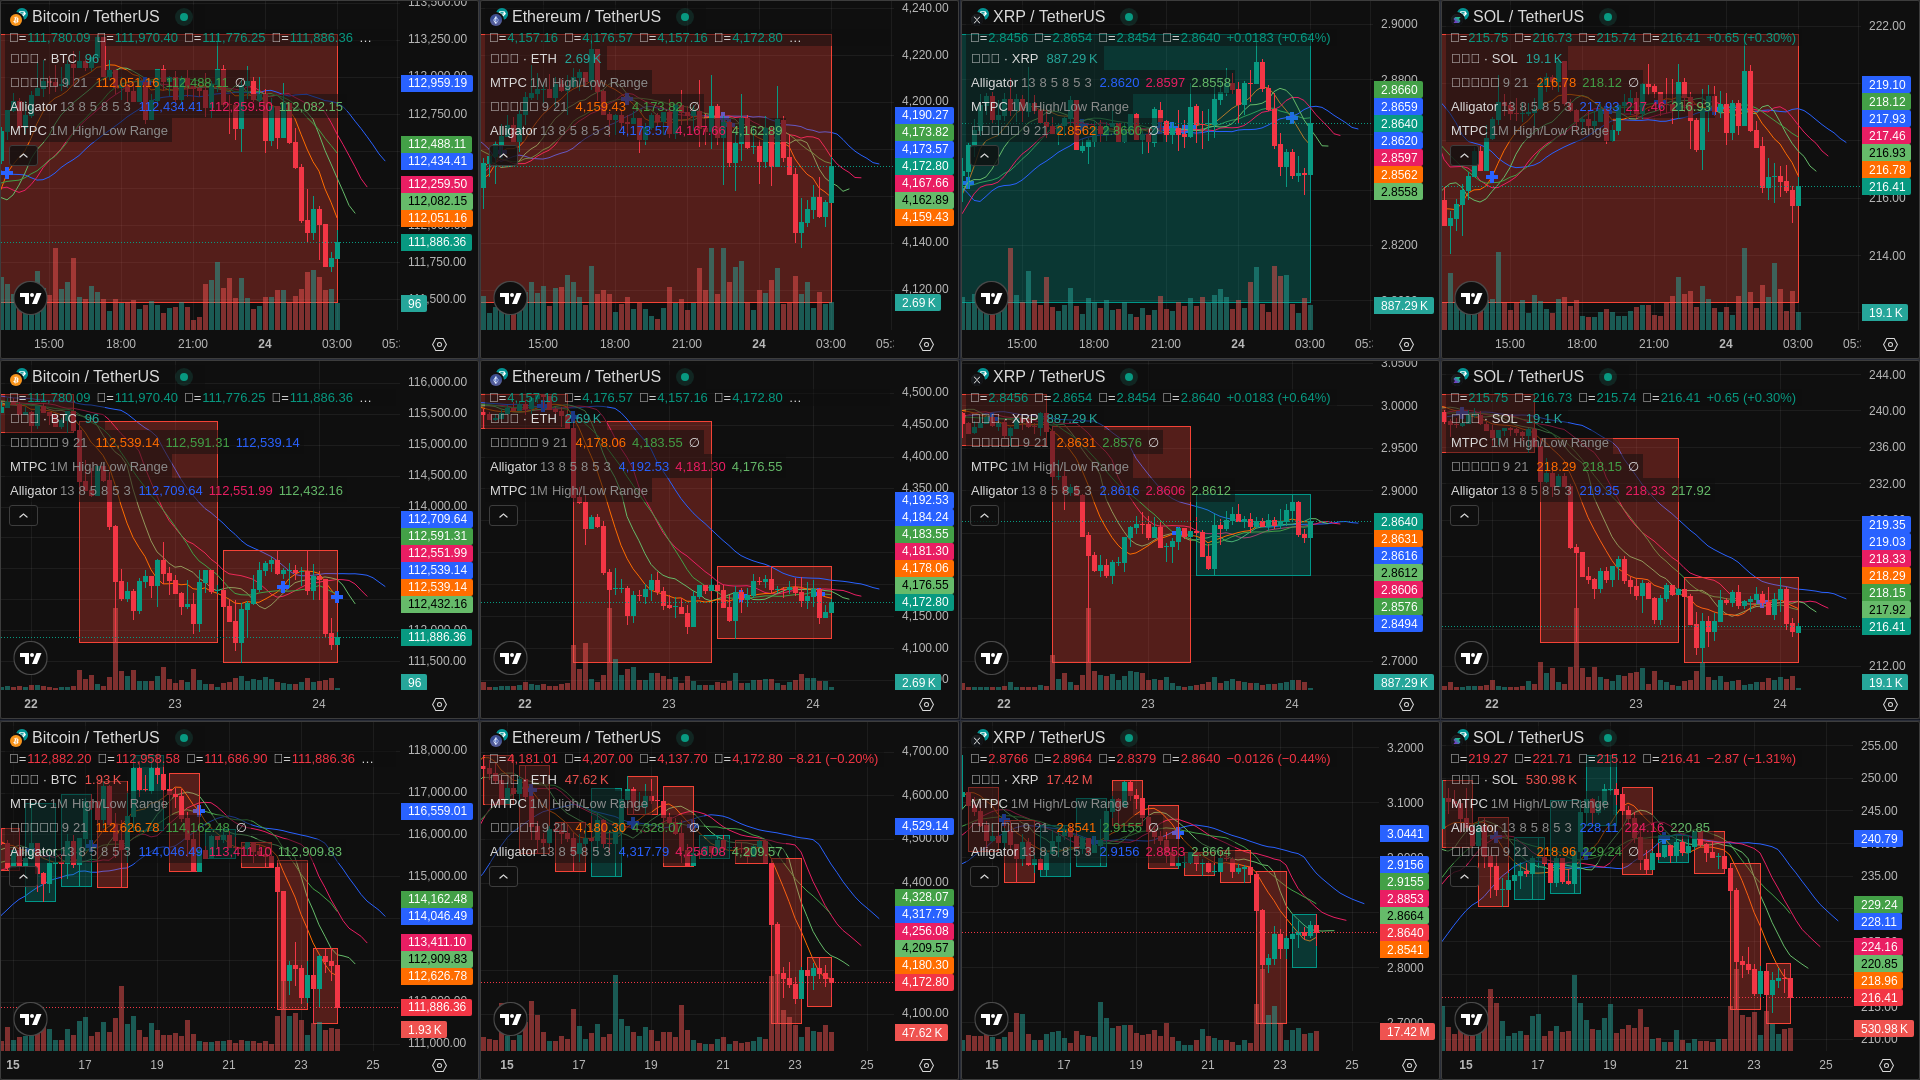 Bitcoin / TetherUS
=111,780.09 =111,970.40 =111,776.25 =111,886.36 ...
· BTC 96
9 21 112,051.16 112,488.11 ∅
Alligator 13 8 5 8 5 3 112,434.41 112,259.50 112,082.15
MTPC 1M High/Low Range
113,250.00
112,959.19
112,750.00
112,488.11
112,434.41
112,259.50
112,082.15
112,051.16
111,886.36
111,750.00
96
15:00 18:00 21:00 24 03:00
Ethereum / TetherUS
=4,157.16 =4,176.57 =4,157.16 =4,172.80 ...
· ETH 2.69 K
MTPC 1M High/Low Range
9 21 4,159.43 4,173.82 ∅
Alligator 13 8 5 8 5 3 4,173.57 4,167.66 4,162.89
4,240.00
4,220.00
4,200.00
4,190.27
4,173.82
4,173.57
4,172.80
4,167.66
4,162.89
4,159.43
4,140.00
4,120.00
2.69 K
15:00 18:00 21:00 24 03:00
XRP / TetherUS
=2.8456 =2.8654 =2.8454 =2.8640 +0.0183 (+0.64%)
· XRP 887.29 K
Alligator 13 8 5 8 5 3 2.8620 2.8597 2.8558
MTPC 1M High/Low Range
9 21 2.8562 2.8660 ∅
2.9000
2.8800
2.8660
2.8659
2.8640
2.8620
2.8597
2.8562
2.8558
2.8200
887.29 K
15:00 18:00 21:00 24 03:00
SOL / TetherUS
=215.75 =216.73 =215.74 =216.41 +0.65 (+0.30%)
· SOL 19.1 K
9 21 216.78 218.12 ∅
Alligator 13 8 5 8 5 3 217.93 217.46 216.93
MTPC 1M High/Low Range
222.00
219.10
218.12
217.93
217.46
216.93
216.78
216.41
216.00
214.00
19.1 K
15:00 18:00 21:00 24 03:00
Bitcoin / TetherUS
=111,780.09 =111,970.40 =111,776.25 =111,886.36 ...
· BTC 96
9 21 112,539.14 112,591.31 112,539.14
MTPC 1M High/Low Range
Alligator 13 8 5 8 5 3 112,709.64 112,551.99 112,432.16
116,000.00
115,500.00
115,000.00
114,500.00
114,000.00
112,709.64
112,591.31
112,551.99
112,539.14
112,539.14
112,432.16
111,886.36
111,500.00
96
22 23 24
Ethereum / TetherUS
=4,157.16 =4,176.57 =4,157.16 =4,172.80 ...
· ETH 2.69 K
9 21 4,178.06 4,183.55 ∅
Alligator 13 8 5 8 5 3 4,192.53 4,181.30 4,176.55
MTPC 1M High/Low Range
4,500.00
4,450.00
4,400.00
4,350.00
4,192.53
4,184.24
4,183.55
4,181.30
4,178.06
4,176.55
4,172.80
4,150.00
4,100.00
2.69 K
22 23 24
XRP / TetherUS
=2.8456 =2.8654 =2.8454 =2.8640 +0.0183 (+0.64%)
· XRP 887.29 K
9 21 2.8631 2.8576 ∅
MTPC 1M High/Low Range
Alligator 13 8 5 8 5 3 2.8616 2.8606 2.8612
3.0500
3.0000
2.9500
2.9000
2.8640
2.8631
2.8616
2.8612
2.8606
2.8576
2.8494
2.7000
887.29 K
22 23 24
SOL / TetherUS
=215.75 =216.73 =215.74 =216.41 +0.65 (+0.30%)
· SOL 19.1 K
MTPC 1M High/Low Range
9 21 218.29 218.15 ∅
Alligator 13 8 5 8 5 3 219.35 218.33 217.92
244.00
240.00
236.00
232.00
219.35
219.03
218.33
218.29
218.15
217.92
216.41
212.00
19.1 K
22 23 24
Bitcoin / TetherUS
=112,882.20 =112,958.58 =111,686.90 =111,886.36 ...
· BTC 1.93 K
MTPC 1M High/Low Range
9 21 112,626.78 114,162.48 ∅
Alligator 13 8 5 8 5 3 114,046.49 113,411.10 112,909.83
118,000.00
117,000.00
116,559.01
116,000.00
115,000.00
114,162.48
114,046.49
113,411.10
112,909.83
112,626.78
111,886.36
1.93 K
111,000.00
15 17 19 21 23 25
Ethereum / TetherUS
=4,181.01 =4,207.00 =4,137.70 =4,172.80 −8.21 (−0.20%)
· ETH 47.62 K
MTPC 1M High/Low Range
9 21 4,180.30 4,328.07 ∅
Alligator 13 8 5 8 5 3 4,317.79 4,256.08 4,209.57
4,700.00
4,600.00
4,529.14
4,500.00
4,400.00
4,328.07
4,317.79
4,256.08
4,209.57
4,180.30
4,172.80
4,100.00
47.62 K
15 17 19 21 23 25
XRP / TetherUS
=2.8766 =2.8964 =2.8379 =2.8640 −0.0126 (−0.44%)
· XRP 17.42 M
MTPC 1M High/Low Range
9 21 2.8541 2.9155 ∅
Alligator 13 8 5 8 5 3 2.9156 2.8853 2.8664
3.2000
3.1000
3.0441
2.9156
2.9155
2.8853
2.8664
2.8640
2.8541
2.8000
17.42 M
15 17 19 21 23 25
SOL / TetherUS
=219.27 =221.71 =215.12 =216.41 −2.87 (−1.31%)
· SOL 530.98 K
MTPC 1M High/Low Range
Alligator 13 8 5 8 5 3 228.11 224.16 220.85
9 21 218.96 229.24 ∅
255.00
250.00
245.00
240.79
235.00
229.24
228.11
224.16
220.85
218.96
216.41
530.98 K
210.00
15 17 19 21 23 25